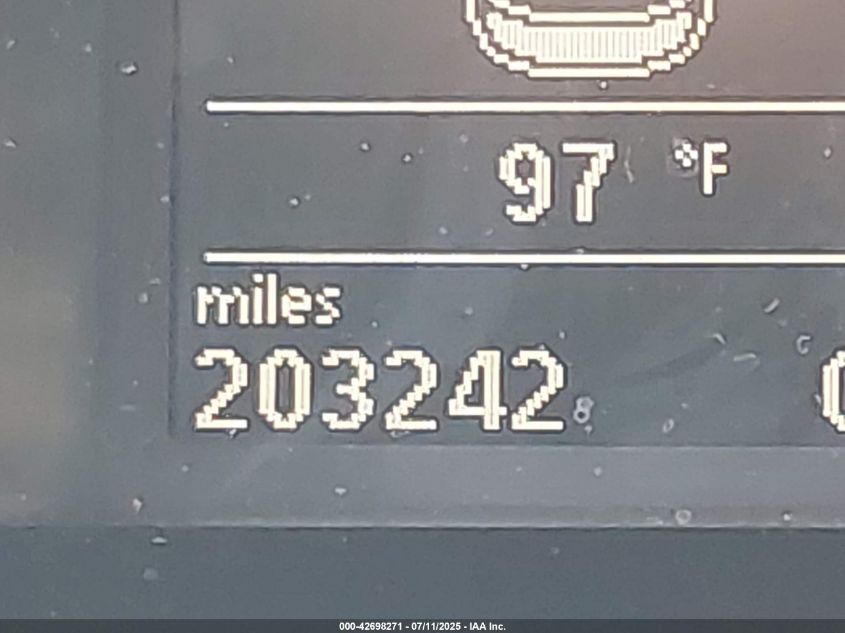 97 °F
miles
203242
000-42698271 - 07/11/2025 - IAA Inc.